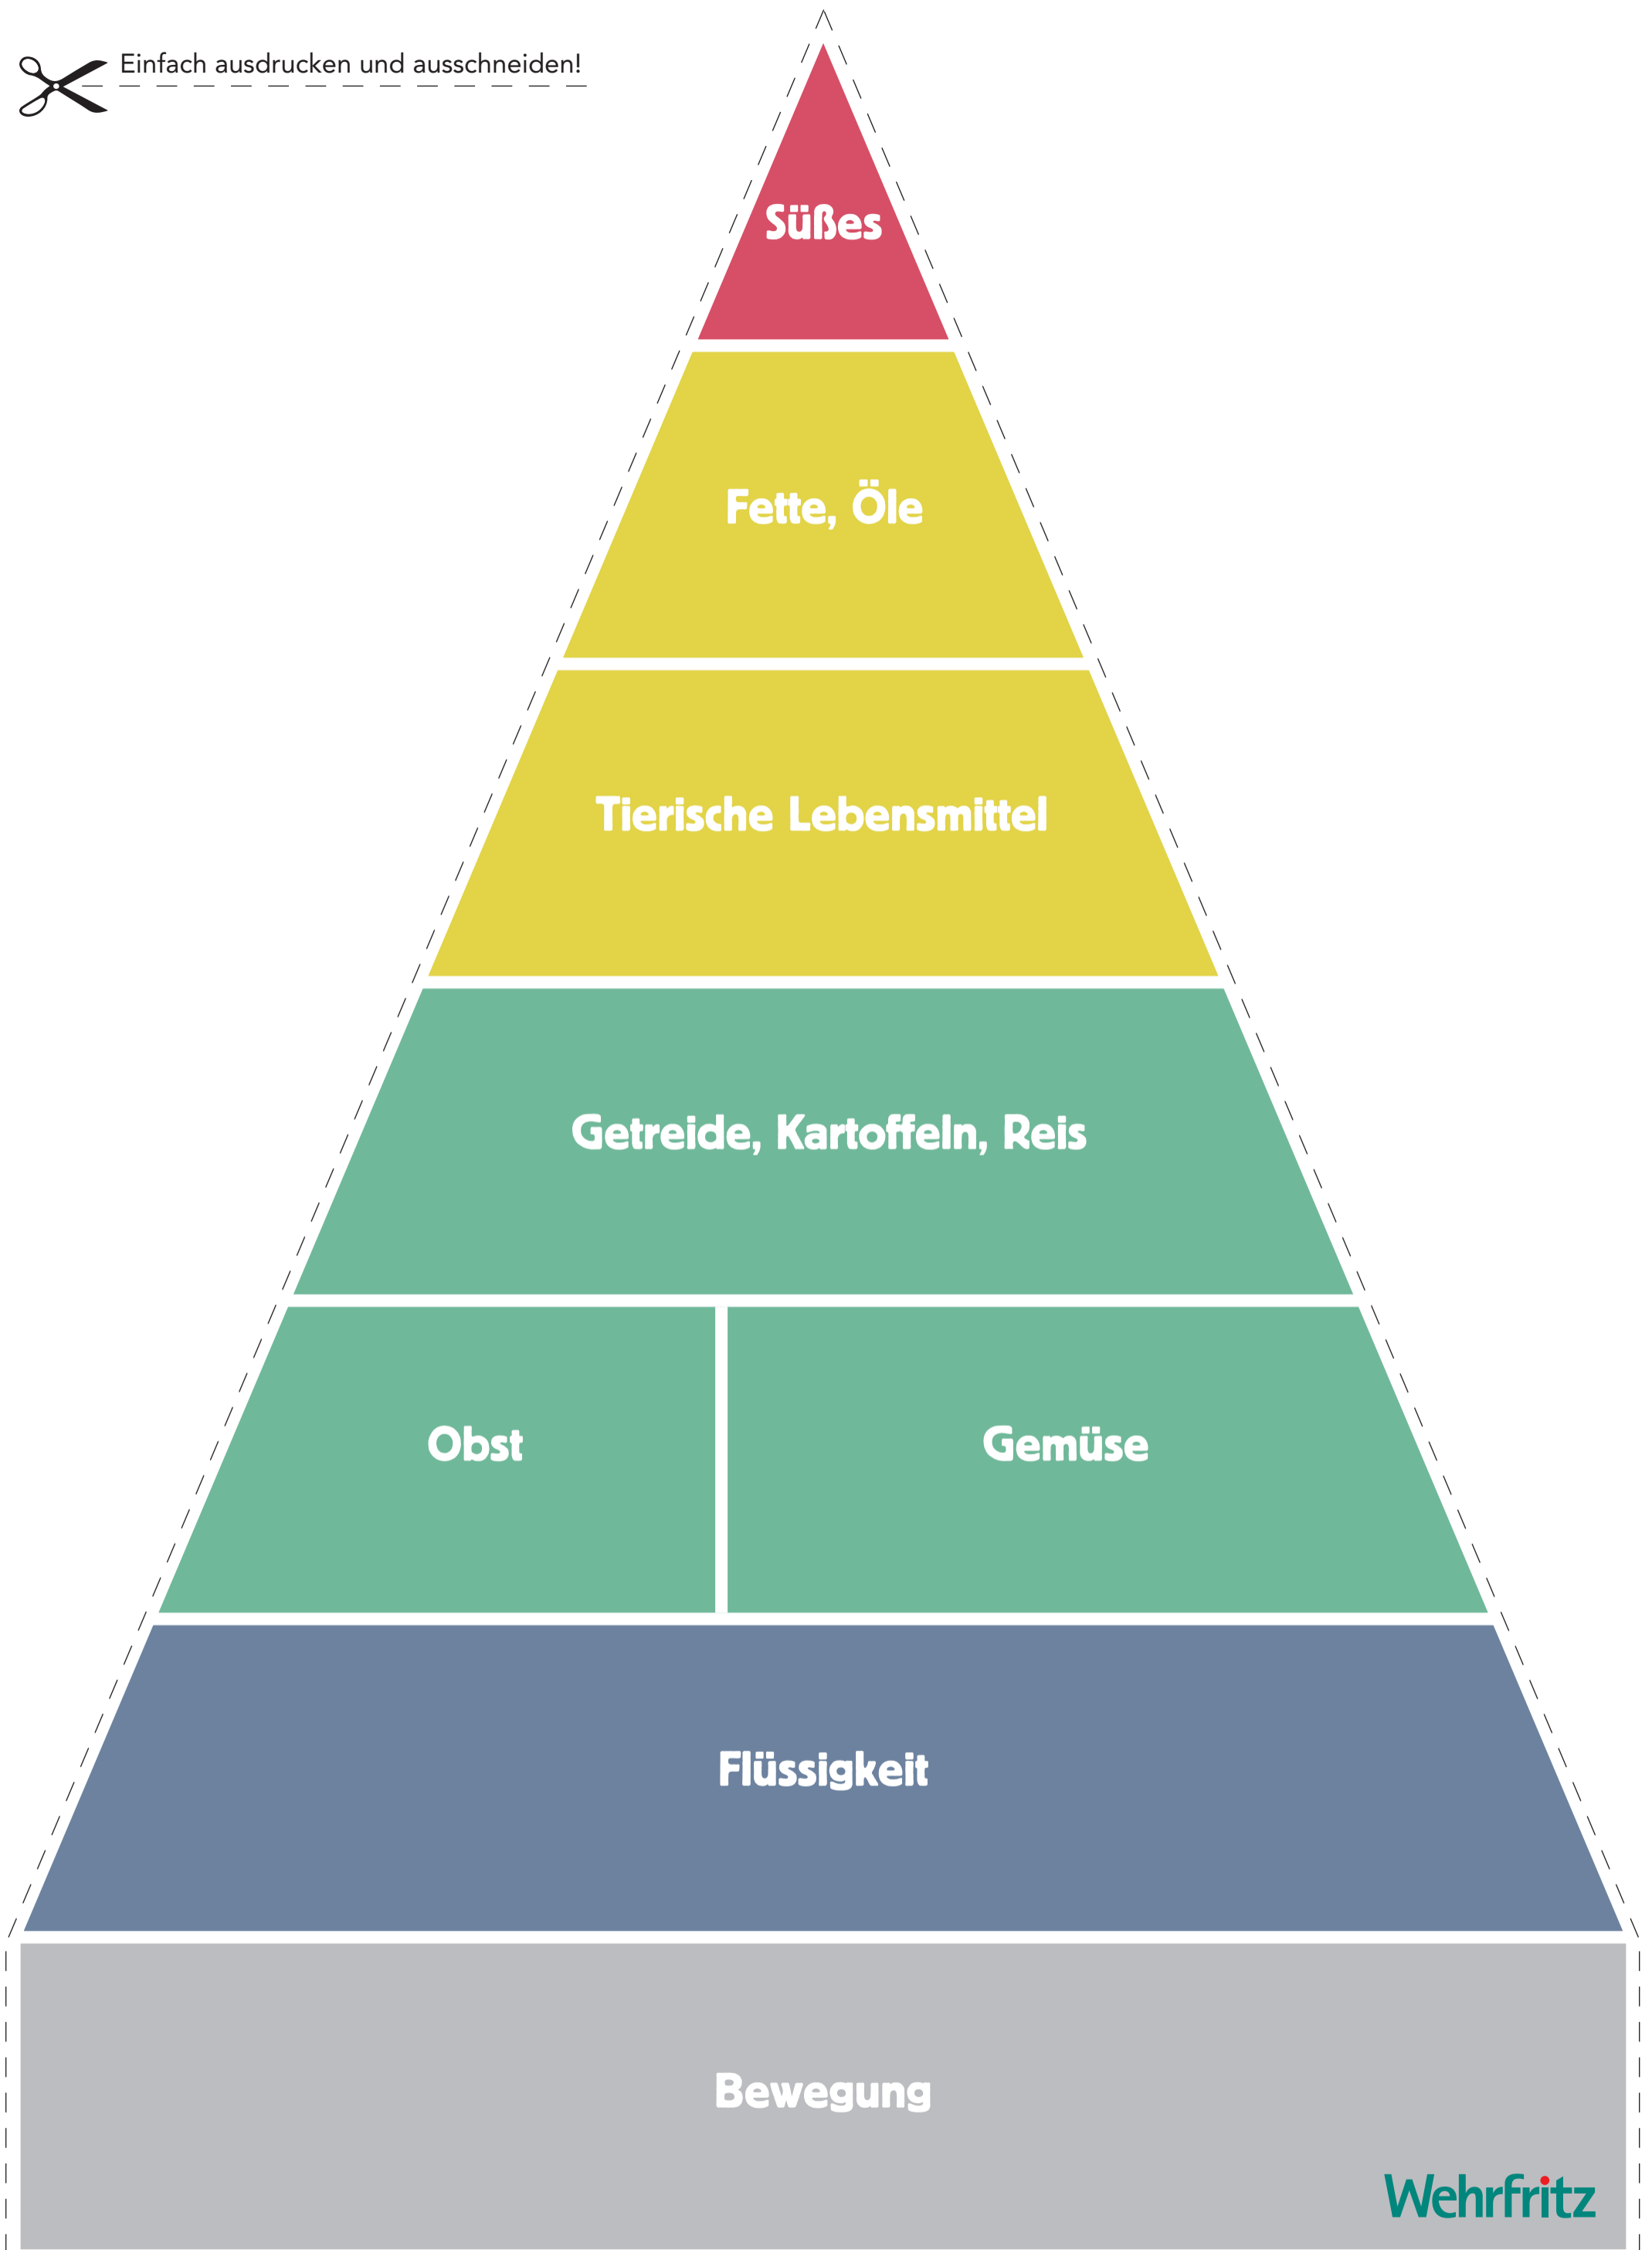 Einfach ausdrucken und ausschneiden!
Süßes
Fette, Öle
Tierische Lebensmittel
Getreide, Kartoffeln, Reis
Obst
Gemüse
Flüssigkeit
Bewegung
Wehrfritz